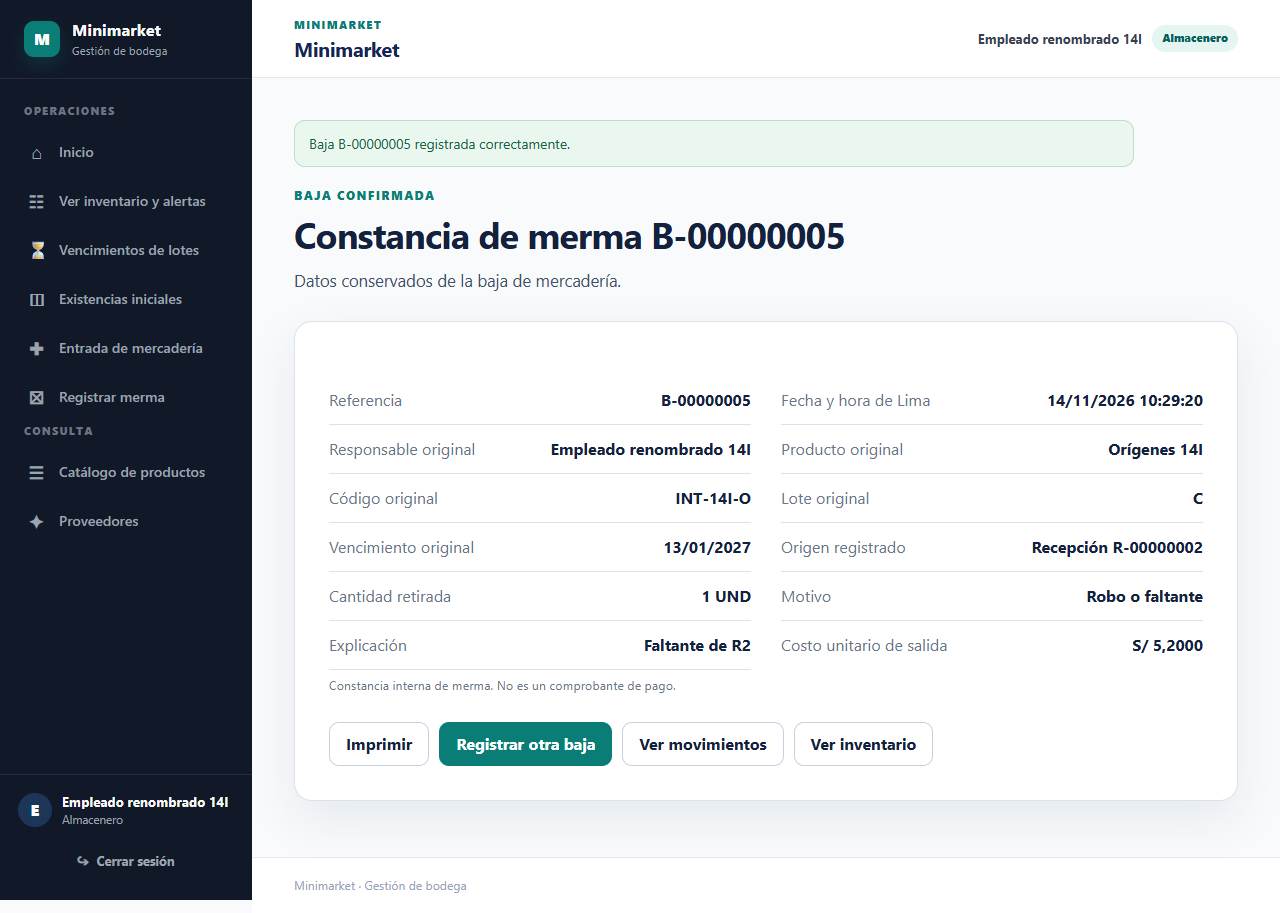 M
Minimarket
Gestión de bodega
OPERACIONES
Inicio
Ver inventario y alertas
Vencimientos de lotes
Existencias iniciales
Entrada de mercadería
Registrar merma
CONSULTA
Catálogo de productos
Proveedores
E
Empleado renombrado 14I
Almacenero
Cerrar sesión
MINIMARKET
Minimarket
Empleado renombrado 14I
Almacenero
Baja B-00000005 registrada correctamente.
BAJA CONFIRMADA
Constancia de merma B-00000005
Datos conservados de la baja de mercadería.
Referencia B-00000005
Fecha y hora de Lima 14/11/2026 10:29:20
Responsable original Empleado renombrado 14I
Producto original Orígenes 14I
Código original INT-14I-O
Lote original C
Vencimiento original 13/01/2027
Origen registrado Recepción R-00000002
Cantidad retirada 1 UND
Motivo Robo o faltante
Explicación Faltante de R2
Costo unitario de salida S/ 5,2000
Constancia interna de merma. No es un comprobante de pago.
Imprimir
Registrar otra baja
Ver movimientos
Ver inventario
Minimarket · Gestión de bodega